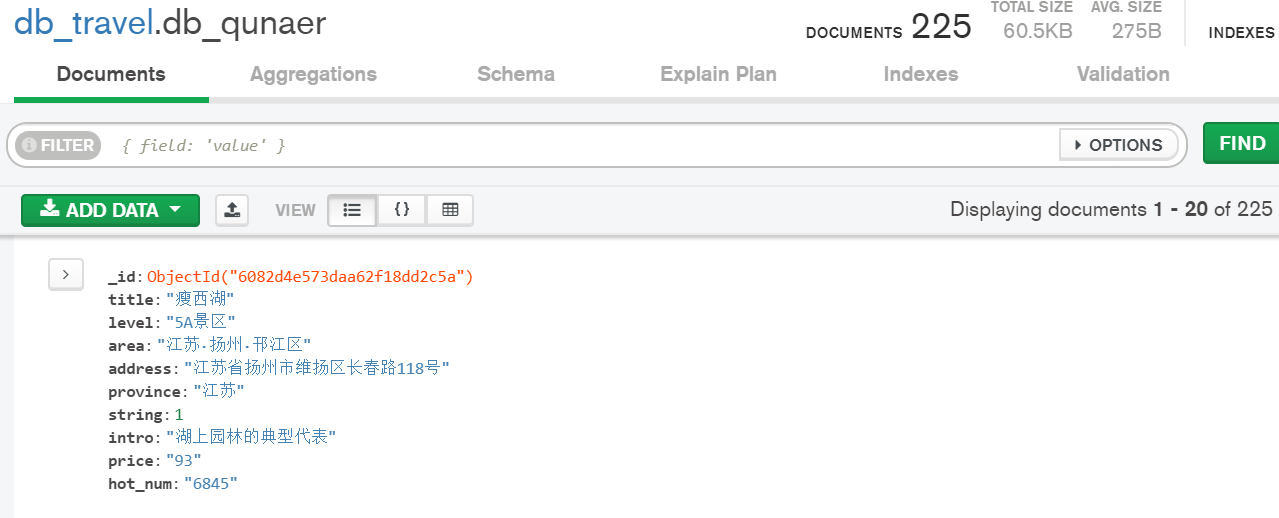 db_travel.db_qunaer
DOCUMENTS 225 TOTAL SIZE 60.5KB AVG. SIZE 275B INDEXES
Documents Aggregations Schema Explain Plan Indexes Validation
FILTER { field: 'value' } OPTIONS FIND
ADD DATA VIEW { } Displaying documents 1 - 20 of 225
_id: ObjectId("6082d4e573daa62f18dd2c5a")
title: "瘦西湖"
level: "5A景区"
area: "江苏·扬州·邗江区"
address: "江苏省扬州市维扬区长春路118号"
province: "江苏"
string: 1
intro: "湖上园林的典型代表"
price: "93"
hot_num: "6845"